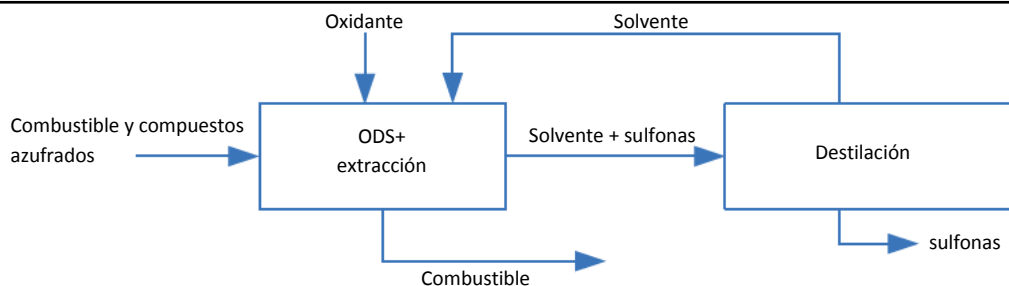 Oxidante
Solvente
Combustible y compuestos
azufrados
ODS+
extracción
Solvente + sulfonas
Destilación
sulfonas
Combustible